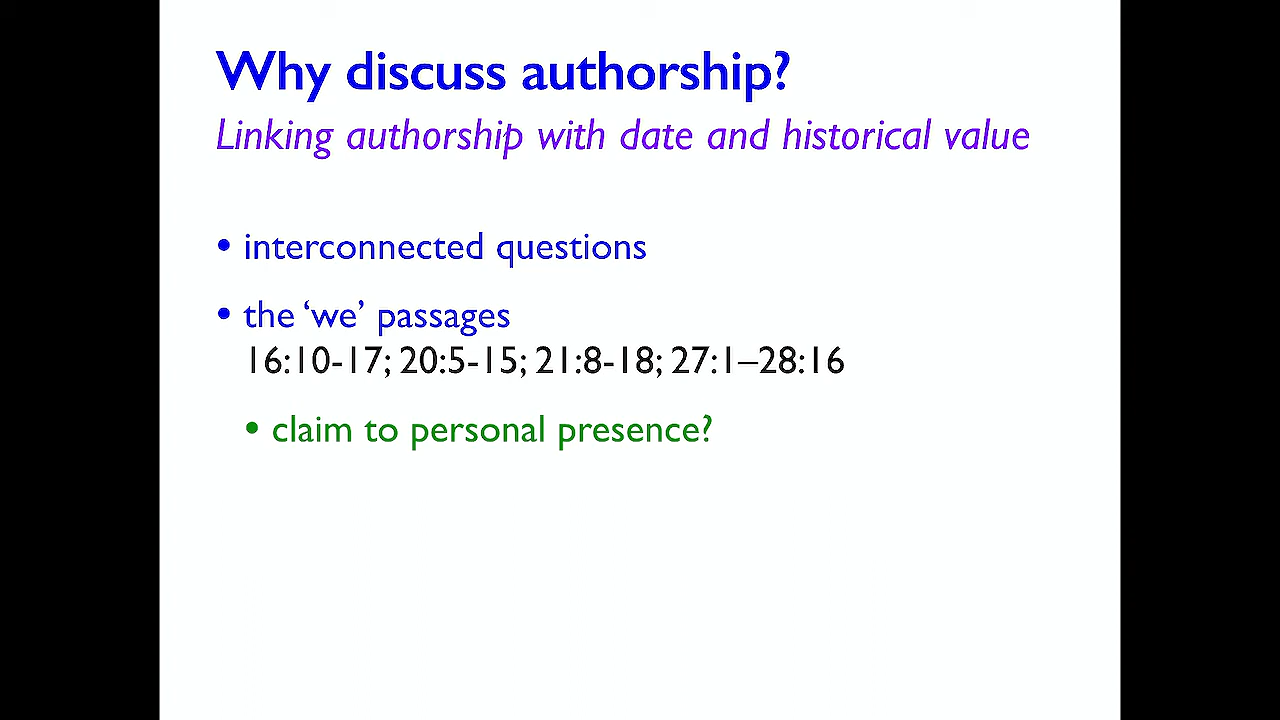 Why discuss authorship?
Linking authorship with date and historical value
• interconnected questions
• the ‘we’ passages
16:10-17; 20:5-15; 21:8-18; 27:1–28:16
• claim to personal presence?